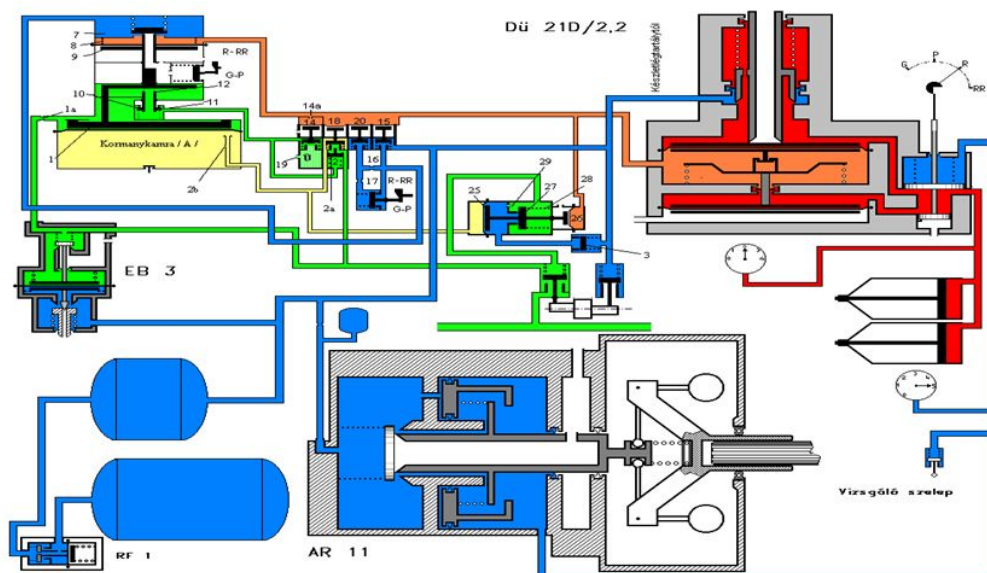 Dü 21D/2,2
7
8
9
R-RR
G-P
12
10
11
1a
Kormanykamra / A /
1
2b
14a
14
18
20
15
19
B
16
2a
17
R-RR
G-P
25
29
27
28
26
3
Készletlégtartálytól
G
P
R
RR
EB 3
RF 1
AR 11
Vizsgáló szelep